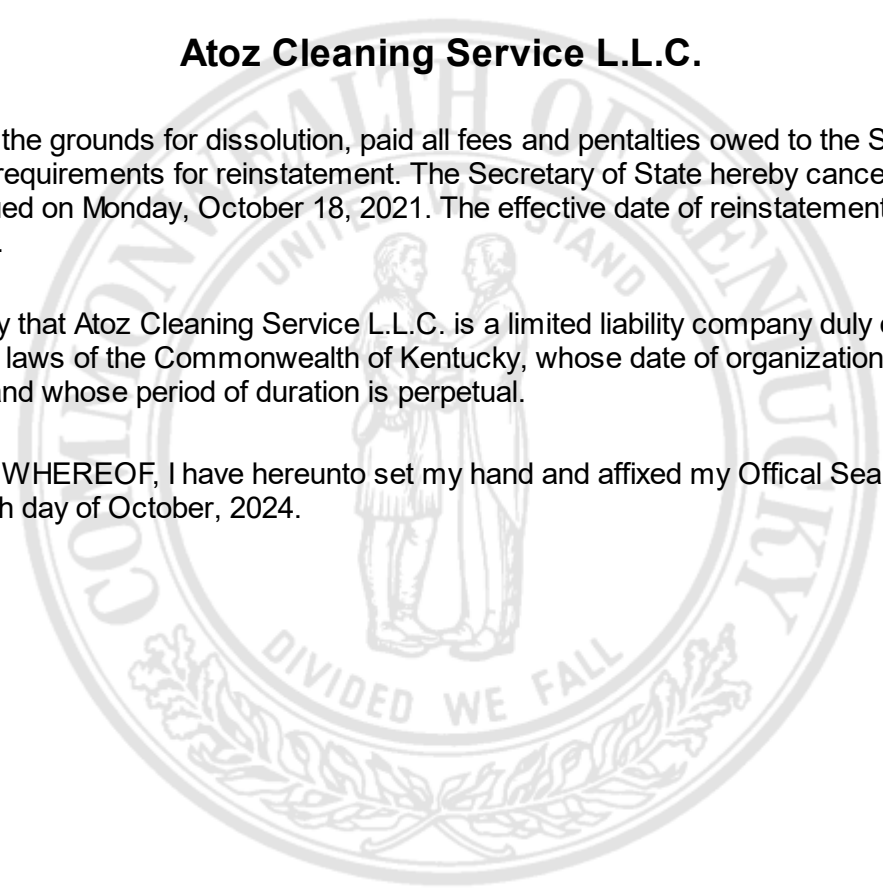 Atoz Cleaning Service L.L.C.
the grounds for dissolution, paid all fees and pentalties owed to the S
requirements for reinstatement. The Secretary of State hereby cance
ued on Monday, October 18, 2021. The effective date of reinstatement
.
y that Atoz Cleaning Service L.L.C. is a limited liability company duly
laws of the Commonwealth of Kentucky, whose date of organization
and whose period of duration is perpetual.
WHEREOF, I have hereunto set my hand and affixed my Offical Sea
h day of October, 2024.
COMMONWEALTH OF KENTUCKY
UNITED WE STAND
DIVIDED WE FALL